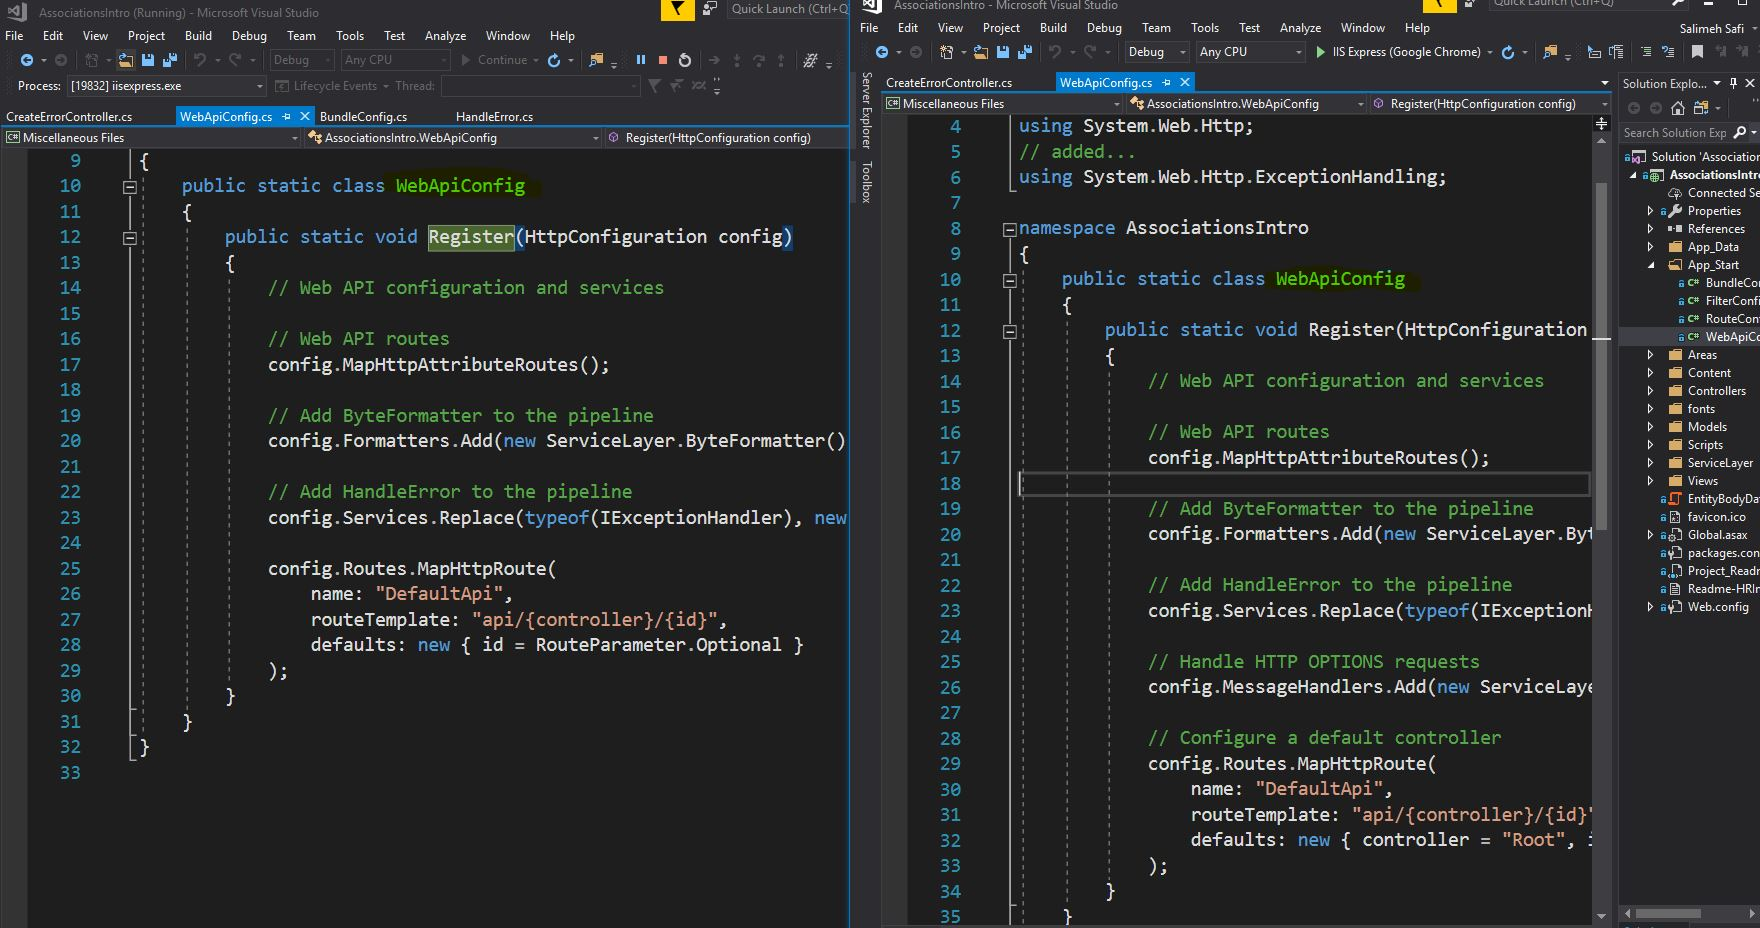 AssociationsIntro (Running) - Microsoft Visual Studio
Quick Launch (Ctrl+Q
File Edit View Project Build Debug Team Tools Test Analyze Window Help
Debug Any CPU Continue
Process: [19832] iisexpress.exe Lifecycle Events Thread:
CreateErrorController.cs WebApiConfig.cs BundleConfig.cs HandleError.cs
C# Miscellaneous Files AssociationsIntro.WebApiConfig Register(HttpConfiguration config)
9 {
10 public static class WebApiConfig
11 {
12 public static void Register(HttpConfiguration config)
13 {
14 // Web API configuration and services
15
16 // Web API routes
17 config.MapHttpAttributeRoutes();
18
19 // Add ByteFormatter to the pipeline
20 config.Formatters.Add(new ServiceLayer.ByteFormatter()
21
22 // Add HandleError to the pipeline
23 config.Services.Replace(typeof(IExceptionHandler), new
24
25 config.Routes.MapHttpRoute(
26 name: "DefaultApi",
27 routeTemplate: "api/{controller}/{id}",
28 defaults: new { id = RouteParameter.Optional }
29 );
30 }
31 }
32 }
33
AssociationsIntro - Microsoft Visual Studio
Quick Launch (Ctrl+Q)
File Edit View Project Build Debug Team Tools Test Analyze Window Help
Salimeh Safi
Debug Any CPU IIS Express (Google Chrome)
Server Explorer
Toolbox
CreateErrorController.cs WebApiConfig.cs
C# Miscellaneous Files AssociationsIntro.WebApiConfig Register(HttpConfiguration config)
4 using System.Web.Http;
5 // added...
6 using System.Web.Http.ExceptionHandling;
7
8 namespace AssociationsIntro
9 {
10 public static class WebApiConfig
11 {
12 public static void Register(HttpConfiguration
13 {
14 // Web API configuration and services
15
16 // Web API routes
17 config.MapHttpAttributeRoutes();
18
19 // Add ByteFormatter to the pipeline
20 config.Formatters.Add(new ServiceLayer.Byt
21
22 // Add HandleError to the pipeline
23 config.Services.Replace(typeof(IExceptionH
24
25 // Handle HTTP OPTIONS requests
26 config.MessageHandlers.Add(new ServiceLaye
27
28 // Configure a default controller
29 config.Routes.MapHttpRoute(
30 name: "DefaultApi",
31 routeTemplate: "api/{controller}/{id}"
32 defaults: new { controller = "Root", i
33 );
34 }
35 }
Solution Explo...
Search Solution Exp
Solution 'Association
AssociationsIntr
Connected Se
Properties
References
App_Data
App_Start
C# BundleCo
C# FilterConf
C# RouteCon
C# WebApiC
Areas
Content
Controllers
fonts
Models
Scripts
ServiceLayer
Views
EntityBodyDa
favicon.ico
Global.asax
packages.con
Project_Readm
Readme-HRIn
Web.config